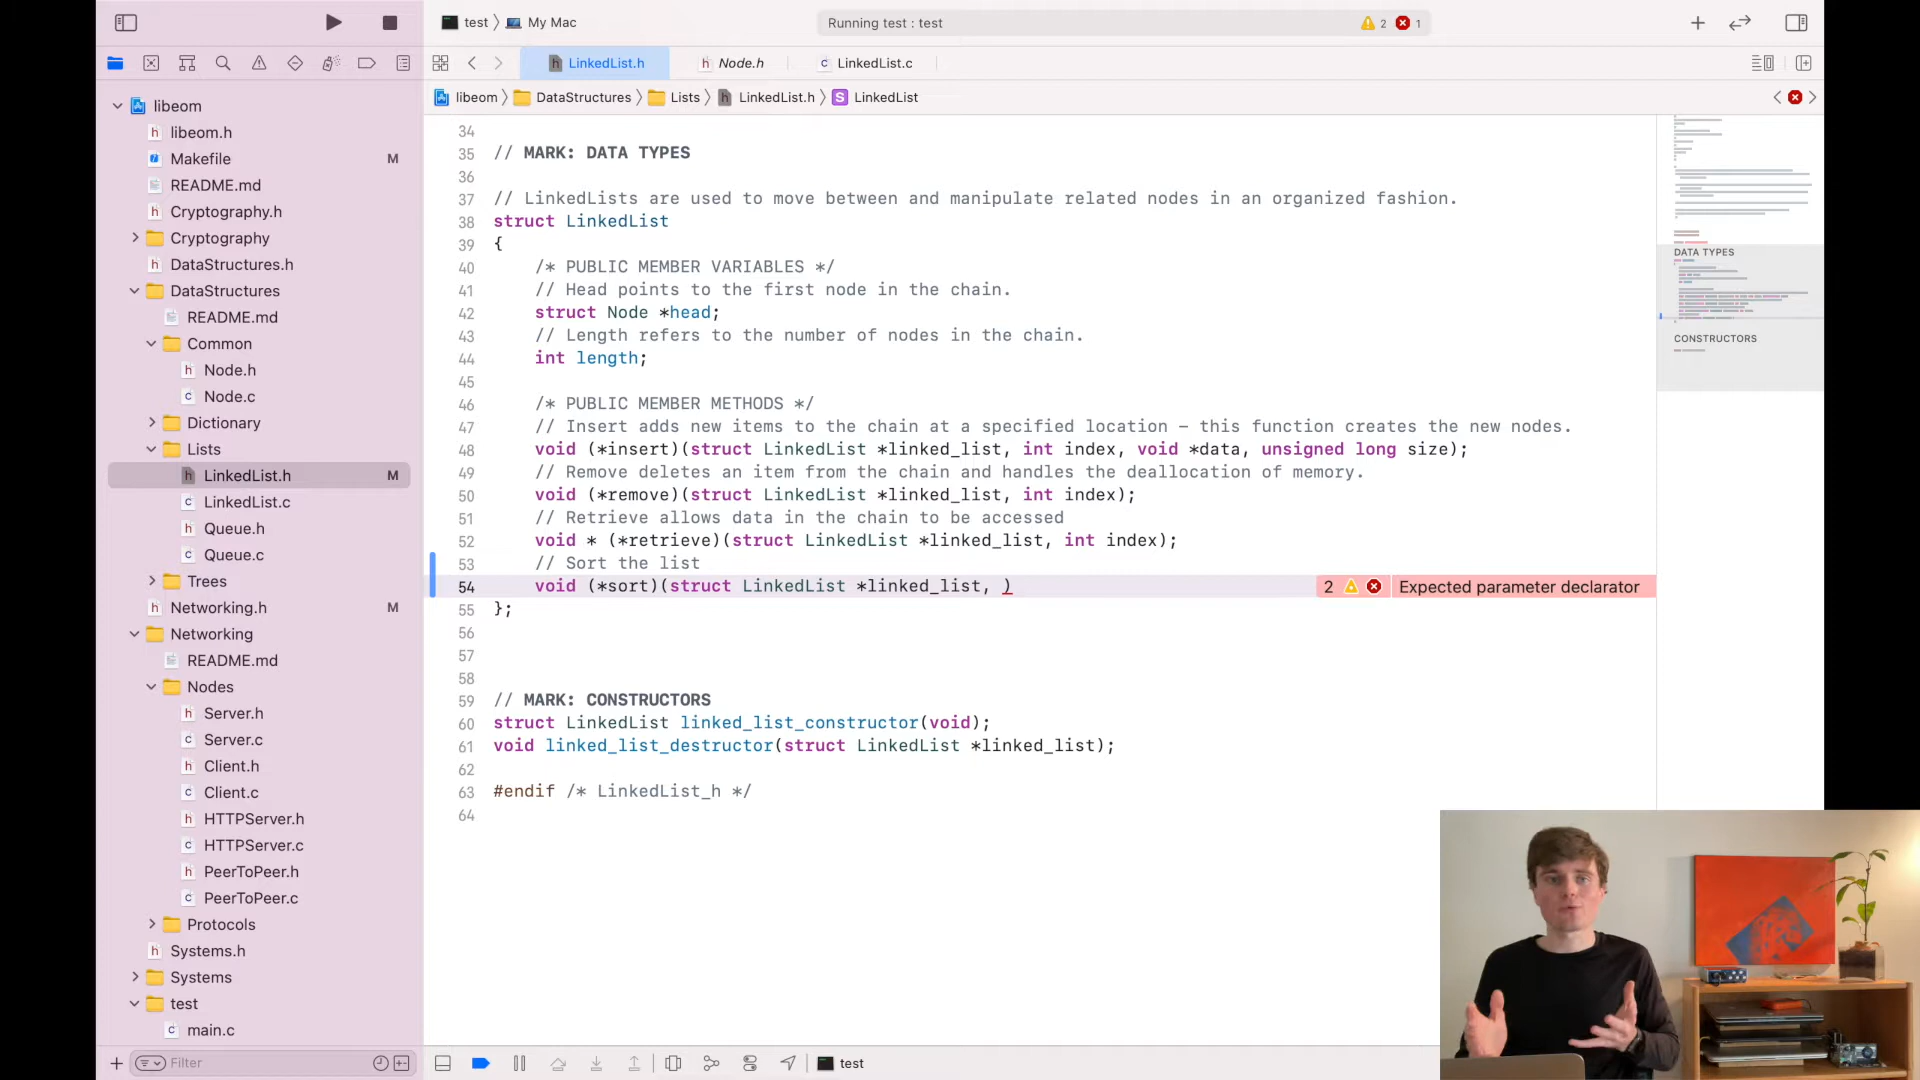 test
My Mac
Running test : test
2
1
LinkedList.h
Node.h
LinkedList.c
libeom
DataStructures
Lists
LinkedList.h
LinkedList
libeom
libeom.h
Makefile M
README.md
Cryptography.h
Cryptography
DataStructures.h
DataStructures
README.md
Common
Node.h
Node.c
Dictionary
Lists
LinkedList.h M
LinkedList.c
Queue.h
Queue.c
Trees
Networking.h
Networking
README.md
Nodes
Server.h
Server.c
Client.h
Client.c
HTTPServer.h
HTTPServer.c
PeerToPeer.h
PeerToPeer.c
Protocols
Systems.h
Systems
test
main.c
Filter
34
35 // MARK: DATA TYPES
36
37 // LinkedLists are used to move between and manipulate related nodes in an organized fashion.
38 struct LinkedList
39 {
40 /* PUBLIC MEMBER VARIABLES */
41 // Head points to the first node in the chain.
42 struct Node *head;
43 // Length refers to the number of nodes in the chain.
44 int length;
45
46 /* PUBLIC MEMBER METHODS */
47 // Insert adds new items to the chain at a specified location – this function creates the new nodes.
48 void (*insert)(struct LinkedList *linked_list, int index, void *data, unsigned long size);
49 // Remove deletes an item from the chain and handles the deallocation of memory.
50 void (*remove)(struct LinkedList *linked_list, int index);
51 // Retrieve allows data in the chain to be accessed
52 void * (*retrieve)(struct LinkedList *linked_list, int index);
53 // Sort the list
54 void (*sort)(struct LinkedList *linked_list, ) 2 Expected parameter declarator
55 };
56
57
58
59 // MARK: CONSTRUCTORS
60 struct LinkedList linked_list_constructor(void);
61 void linked_list_destructor(struct LinkedList *linked_list);
62
63 #endif /* LinkedList_h */
64
DATA TYPES
CONSTRUCTORS
test